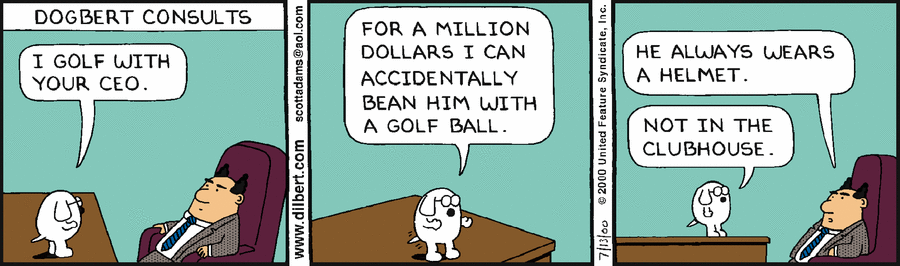 DOGBERT CONSULTS
I GOLF WITH
YOUR CEO.
www.dilbert.com scottadams@aol.com
FOR A MILLION
DOLLARS I CAN
ACCIDENTALLY
BEAN HIM WITH
A GOLF BALL.
7/13/00 © 2000 United Feature Syndicate, Inc.
HE ALWAYS WEARS
A HELMET.
NOT IN THE
CLUBHOUSE.